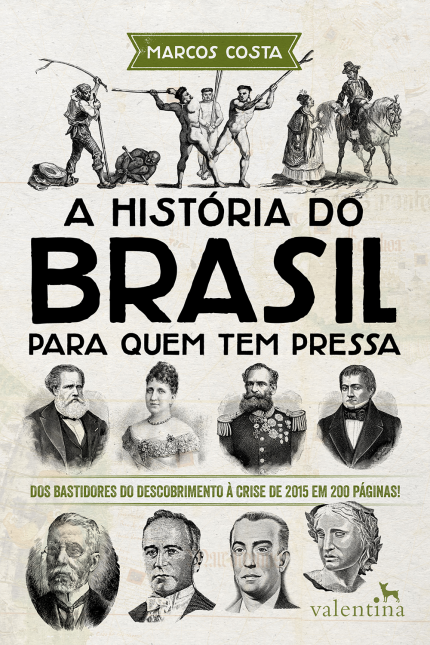 MARCOS COSTA
A HISTÓRIA DO
BRASIL
PARA QUEM TEM PRESSA
DOS BASTIDORES DO DESCOBRIMENTO À CRISE DE 2015 EM 200 PÁGINAS!
valentina